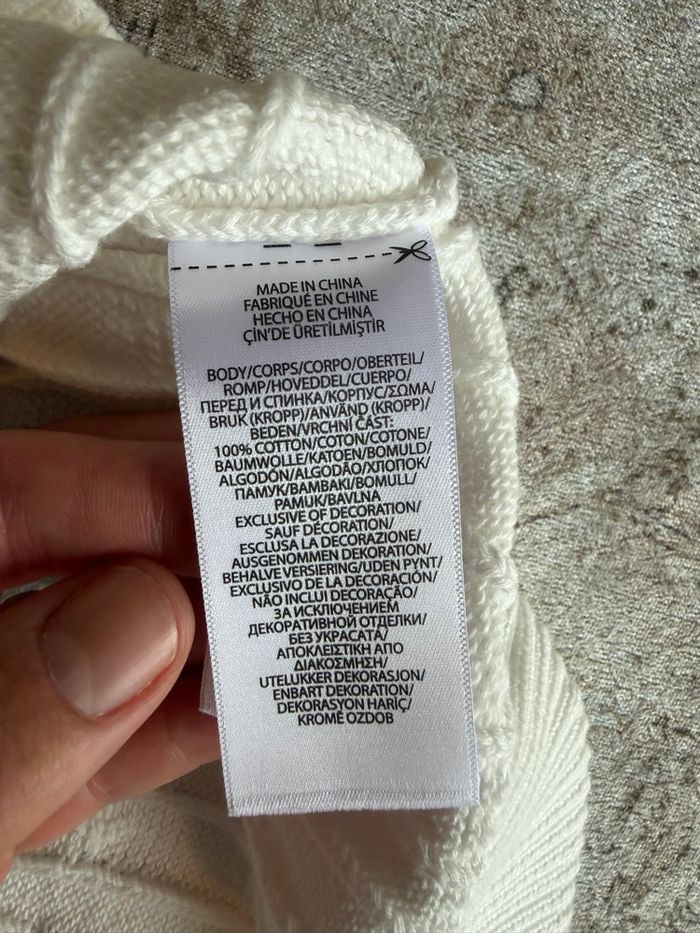 MADE IN CHINA
FABRIQUÉ EN CHINE
HECHO EN CHINA
ÇİN'DE ÜRETİLMİŞTİR
BODY/CORPS/CORPO/OBERTEIL/
ROMP/HOVEDDEL/CUERPO/
ПЕРЕД И СПИНКА/КОРПУС/ΣΩΜΑ/
BRUK (KROPP)/ANVÄND (KROPP)/
BEDEN/VRCHNÍ ČÁST:
100% COTTON/COTON/COTONE/
BAUMWOLLE/KATOEN/BOMULD/
ALGODÓN/ALGODÃO/ХЛОПОК/
ПАМУК/BAMBAKI/BOMULL/
PAMUK/BAVLNA
EXCLUSIVE OF DECORATION/
SAUF DÉCORATION/
ESCLUSA LA DECORAZIONE/
AUSGENOMMEN DEKORATION/
BEHALVE VERSIERING/UDEN PYNT/
EXCLUSIVO DE LA DECORACIÓN/
NÃO INCLUI DECORAÇÃO/
ЗА ИСКЛЮЧЕНИЕМ
ДЕКОРАТИВНОЙ ОТДЕЛКИ/
БЕЗ УКРАСАТА/
ΑΠΟΚΛΕΙΣΤΙΚΗ ΑΠΟ
ΔΙΑΚΟΣΜΗΣΗ/
UTELUKKER DEKORASJON/
ENBART DEKORATION/
DEKORASYON HARİÇ/
KROMĚ OZDOB